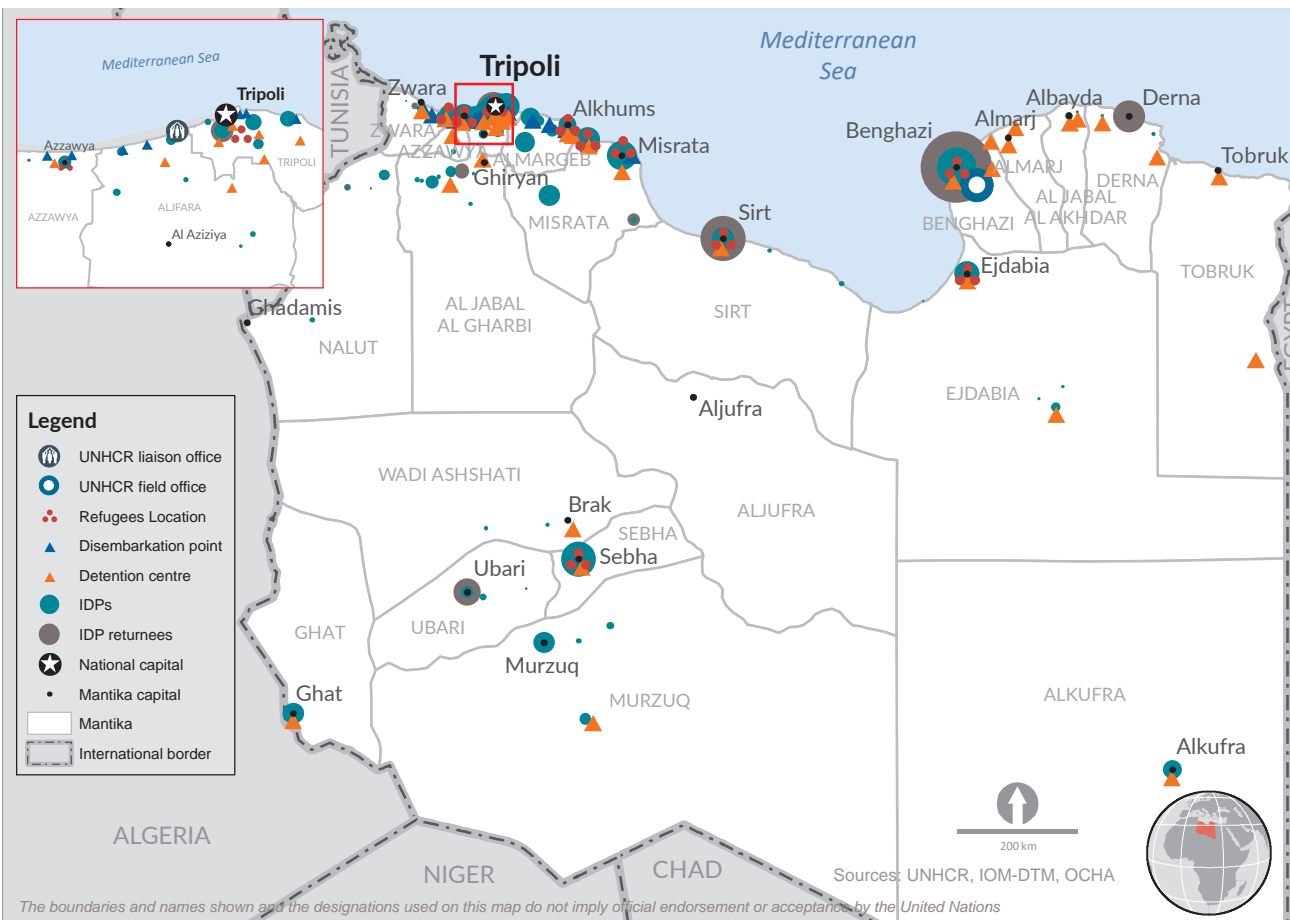 Mediterranean Sea
Tripoli
Azzawya
TRIPOLI
AZZAWYA
ALJFARA
Al Aziziya
Mediterranean
Sea
TUNISIA
Zwara
Tripoli
Alkhums
Misrata
ZWARA
AZZAWYA
ALMARGEB
Ghiryan
MISRATA
Sirt
Benghazi
Almarj
Albayda
Derna
Tobruk
ALMARJ
AL JABAL
AL AKHDAR
DERNA
BENGHAZI
Ejdabia
TOBRUK
EGYPT
Ghadamis
NALUT
AL JABAL
AL GHARBI
SIRT
EJDABIA
Aljufra
WADI ASHSHATI
Brak
SEBHA
Sebha
ALJUFRA
Ubari
UBARI
GHAT
Murzuq
MURZUQ
Ghat
ALKUFRA
Alkufra
Legend
UNHCR liaison office
UNHCR field office
Refugees Location
Disembarkation point
Detention centre
IDPs
IDP returnees
National capital
Mantika capital
Mantika
International border
ALGERIA
NIGER
CHAD
200 km
Sources: UNHCR, IOM-DTM, OCHA
The boundaries and names shown and the designations used on this map do not imply official endorsement or acceptance by the United Nations